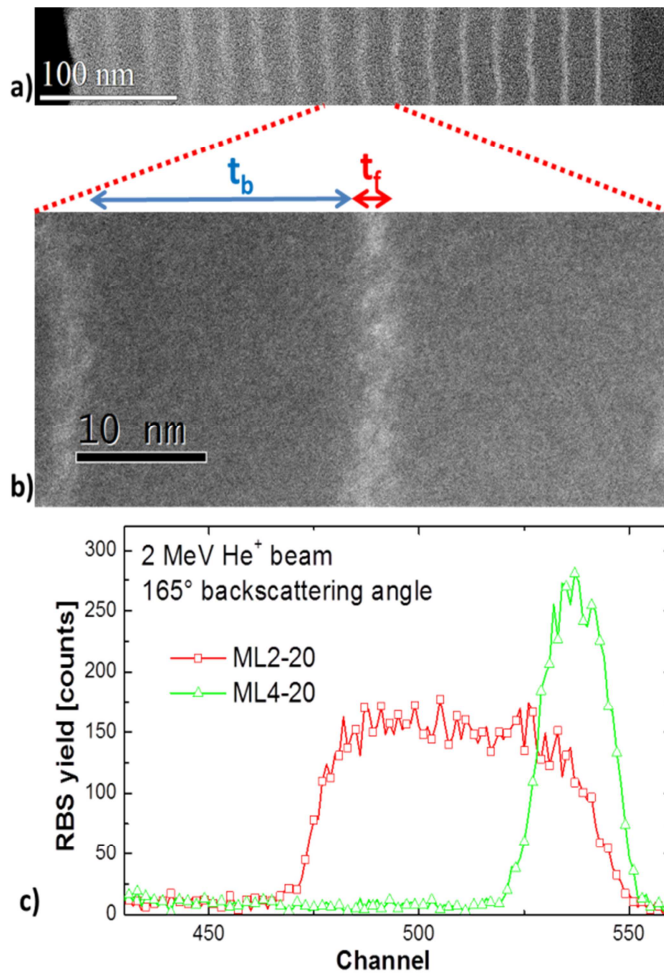 100 nm
a)
t_b
t_f
10 nm
b)
300
250
200
150
100
50
0
2 MeV He⁺ beam
165° backscattering angle
ML2-20
ML4-20
RBS yield [counts]
c)
450
500
550
Channel